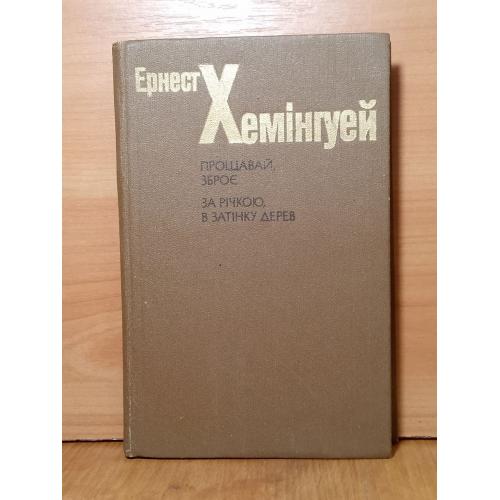 Ернест
Хемінгуей
ПРОЩАВАЙ,
ЗБРОЄ
ЗА РІЧКОЮ,
В ЗАТІНКУ ДЕРЕВ